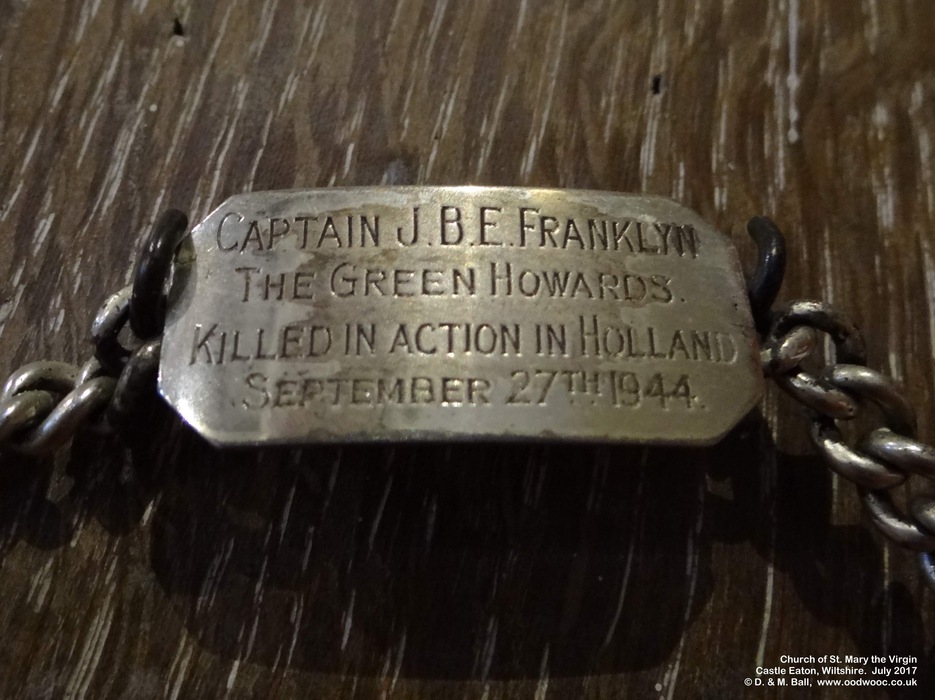 CAPTAIN J.B.E. FRANKLYN
THE GREEN HOWARDS.
KILLED IN ACTION IN HOLLAND
SEPTEMBER 27TH 1944.
Church of St. Mary the Virgin
Castle Eaton, Wiltshire. July 2017
© D. & M. Ball, www.oodwooc.co.uk